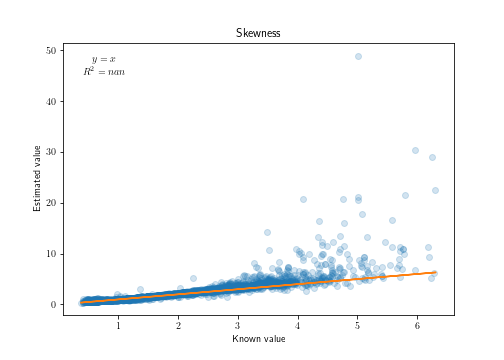 Skewness
50
y = x
R² = nan
40
30
20
10
0
Estimated value
1 2 3 4 5 6
Known value